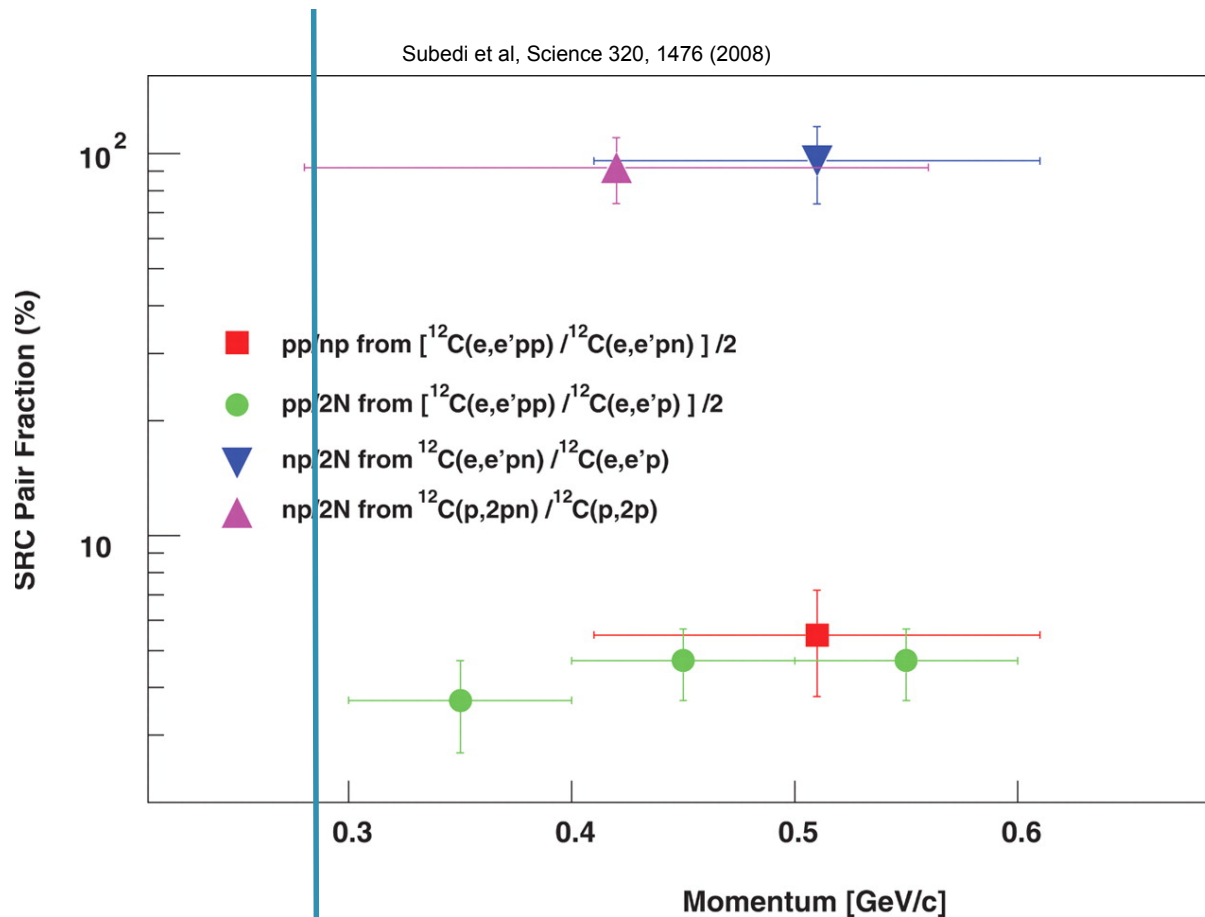 Subedi et al, Science 320, 1476 (2008)
10²
SRC Pair Fraction (%)
pp/np from [¹²C(e,e’pp) /¹²C(e,e’pn) ] /2
pp/2N from [¹²C(e,e’pp) /¹²C(e,e’p) ] /2
np/2N from ¹²C(e,e’pn) /¹²C(e,e’p)
np/2N from ¹²C(p,2pn) /¹²C(p,2p)
10
0.3 0.4 0.5 0.6
Momentum [GeV/c]